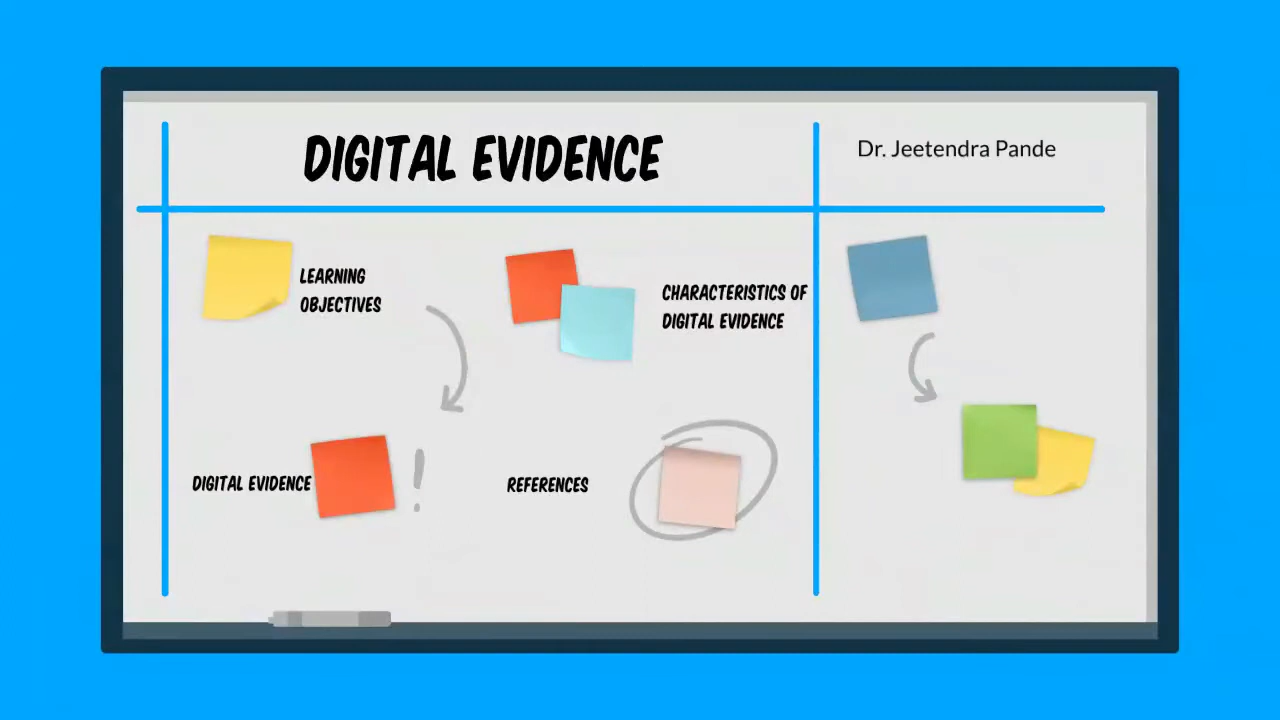 DIGITAL EVIDENCE
Dr. Jeetendra Pande
LEARNING
OBJECTIVES
CHARACTERISTICS OF
DIGITAL EVIDENCE
DIGITAL EVIDENCE
!
REFERENCES